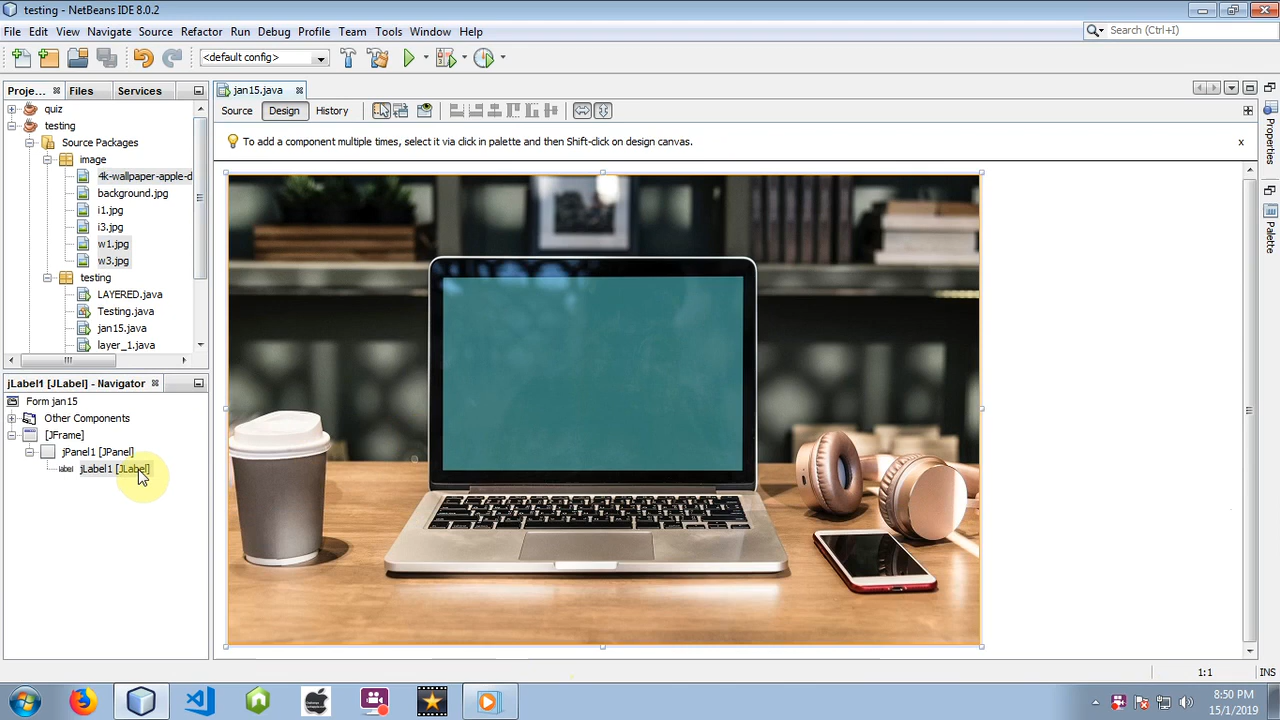 testing - NetBeans IDE 8.0.2
File Edit View Navigate Source Refactor Run Debug Profile Team Tools Window Help
Search (Ctrl+I)
<default config>
Proje... Files Services
quiz
testing
Source Packages
image
4k-wallpaper-apple-d
background.jpg
i1.jpg
i3.jpg
w1.jpg
w3.jpg
testing
LAYERED.java
Testing.java
jan15.java
layer_1.java
jLabel1 [JLabel] - Navigator
Form jan15
Other Components
[JFrame]
jPanel1 [JPanel]
label jLabel1 [JLabel]
jan15.java
Source Design History
To add a component multiple times, select it via click in palette and then Shift-click on design canvas.
x
Properties
Palette
1:1 INS
8:50 PM
15/1/2019